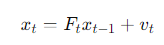 x_t = F_t x_{t-1} + v_t